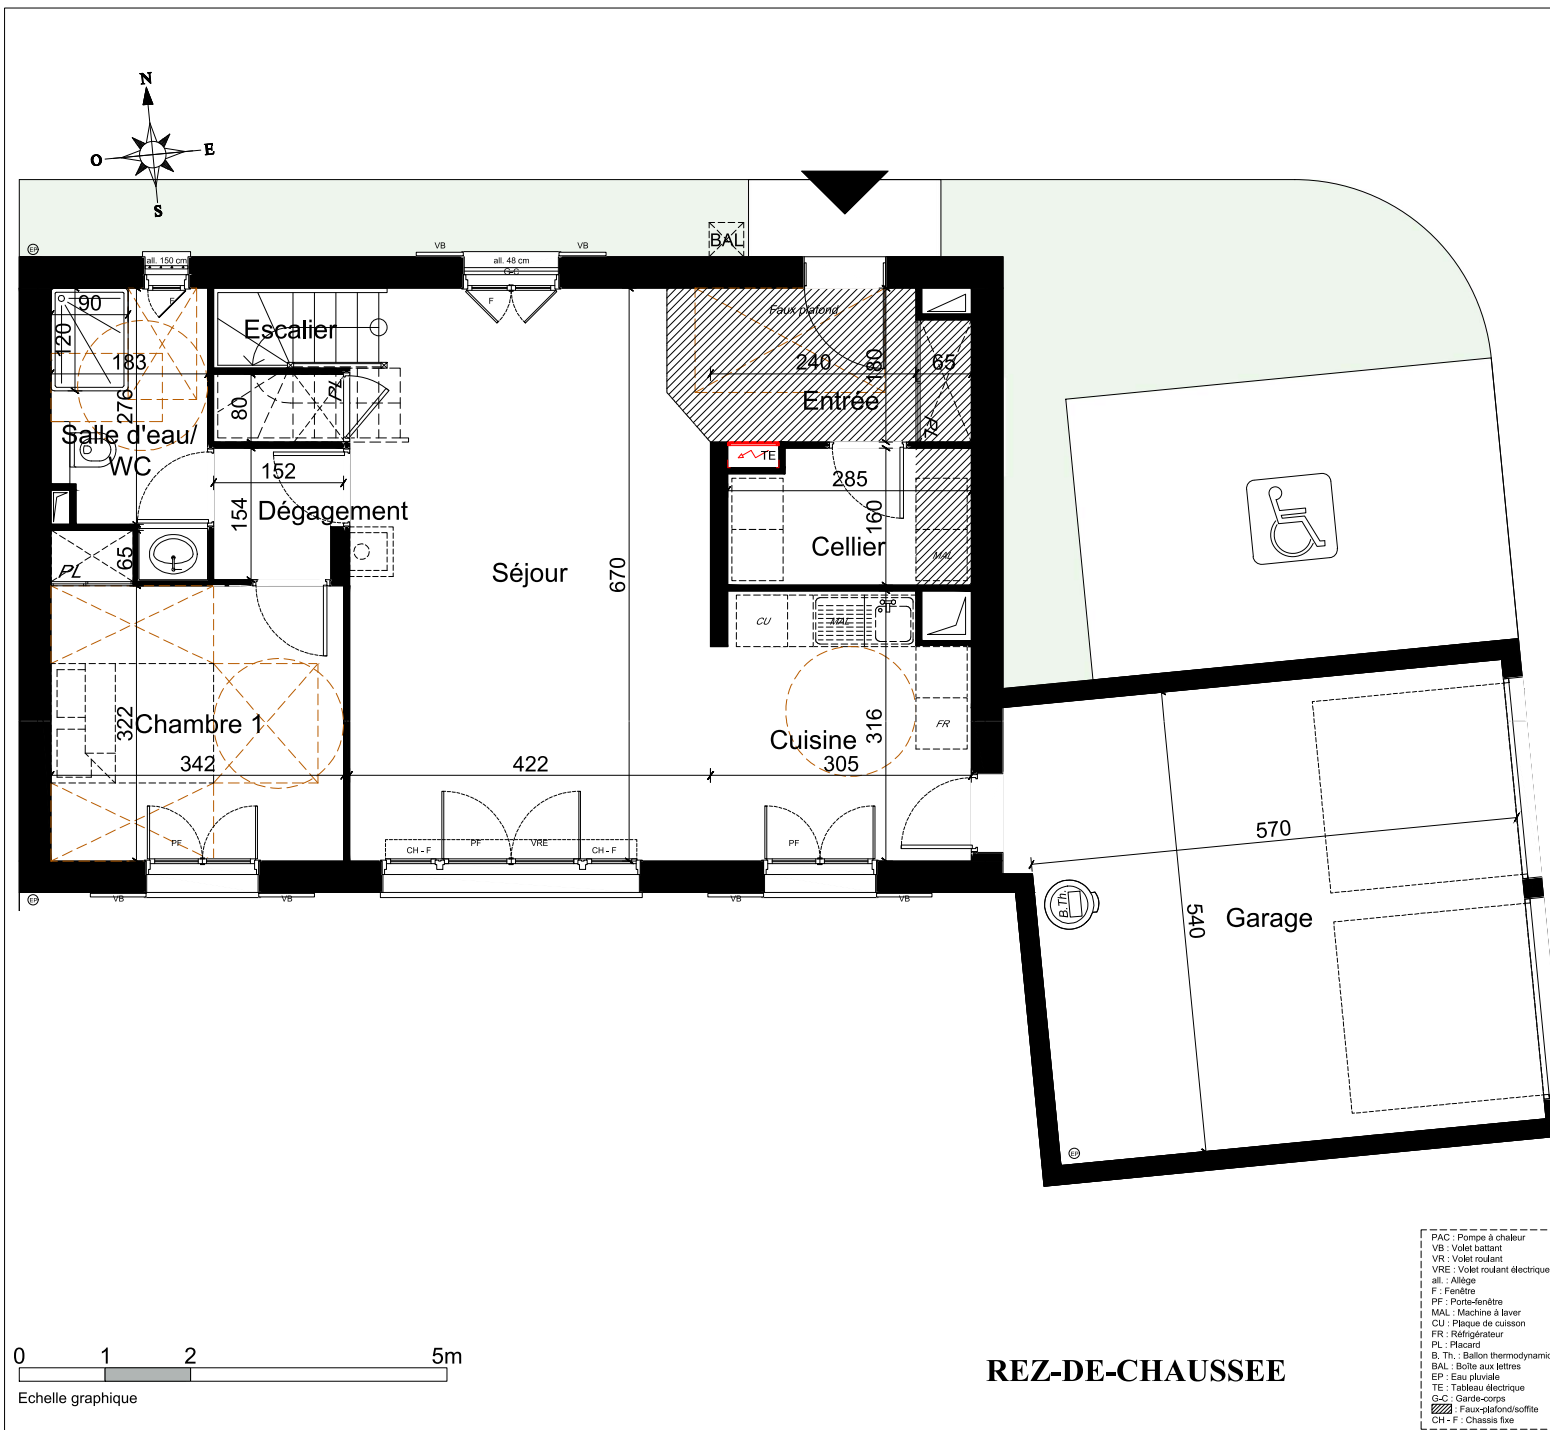 N
O
E
S
EP
VB
VB
BAL
all. 150 cm
all. 48 cm
G-C
F
F
90
120
183
276
Escalier
PL
80
Faux plafond
240
180
65
Entrée
PL
Salle d'eau/
WC
TE
152
154
Dégagement
285
160
Cellier
MAL
65
PL
Séjour
670
CU
MAL
Chambre 1
322
342
422
Cuisine
316
305
FR
PF
CH - F
PF
VRE
CH - F
PF
EP
VB
VB
VB
VB
570
540
B.Th.
Garage
EP
PAC : Pompe à chaleur
VB : Volet battant
VR : Volet roulant
VRE : Volet roulant électrique
all. : Allège
F : Fenêtre
PF : Porte-fenêtre
MAL : Machine à laver
CU : Plaque de cuisson
FR : Réfrigérateur
PL : Placard
B. Th. : Ballon thermodynamic
BAL : Boîte aux lettres
EP : Eau pluviale
TE : Tableau électrique
G-C : Garde-corps
: Faux-plafond/soffite
CH - F : Chassis fixe
0 1 2 5m
Echelle graphique
REZ-DE-CHAUSSEE